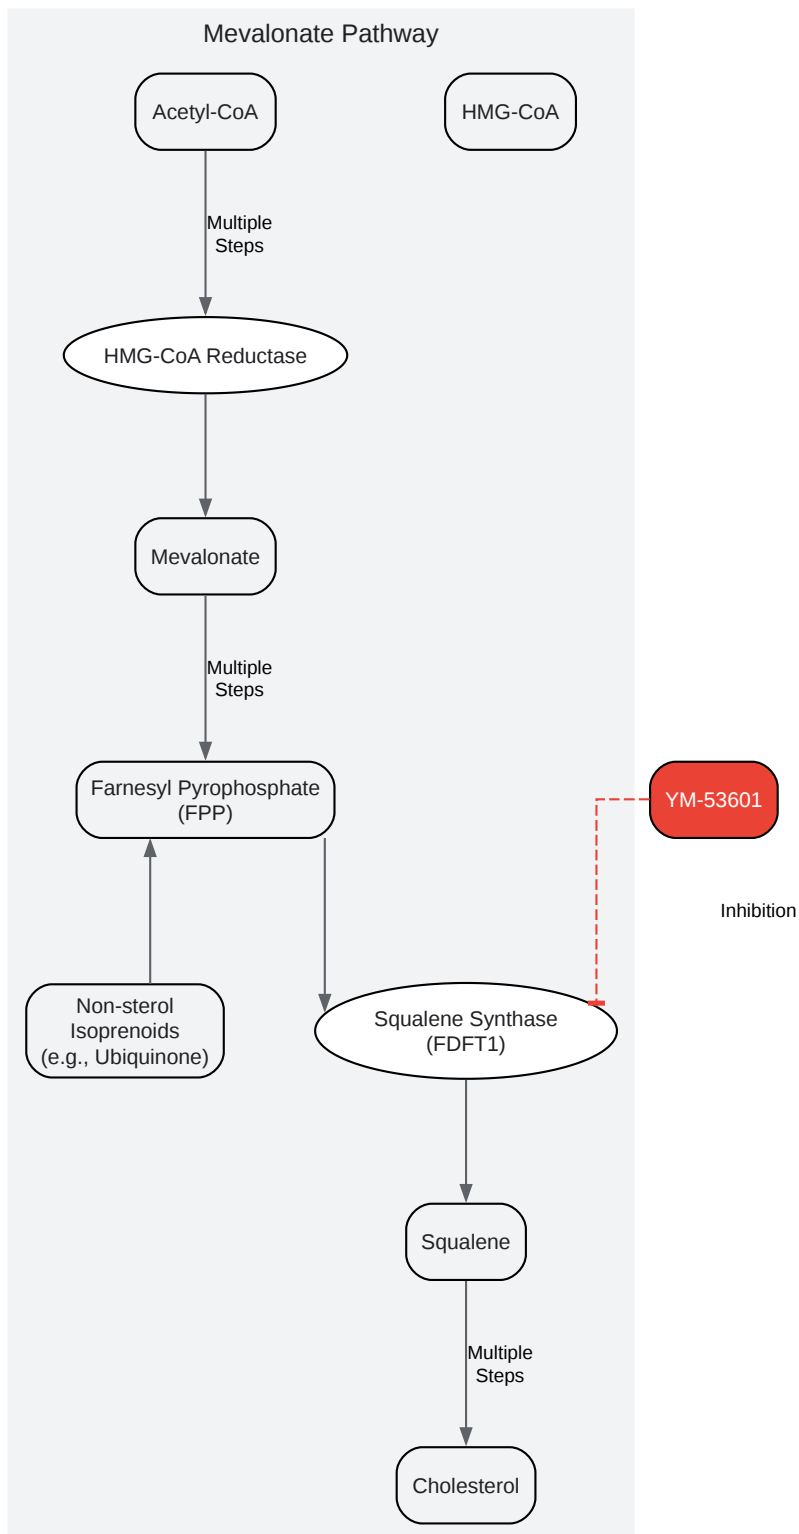 Mevalonate Pathway
Acetyl-CoA
HMG-CoA
Multiple
Steps
HMG-CoA Reductase
Mevalonate
Multiple
Steps
Farnesyl Pyrophosphate
(FPP)
YM-53601
Inhibition
Non-sterol
Isoprenoids
(e.g., Ubiquinone)
Squalene Synthase
(FDFT1)
Squalene
Multiple
Steps
Cholesterol